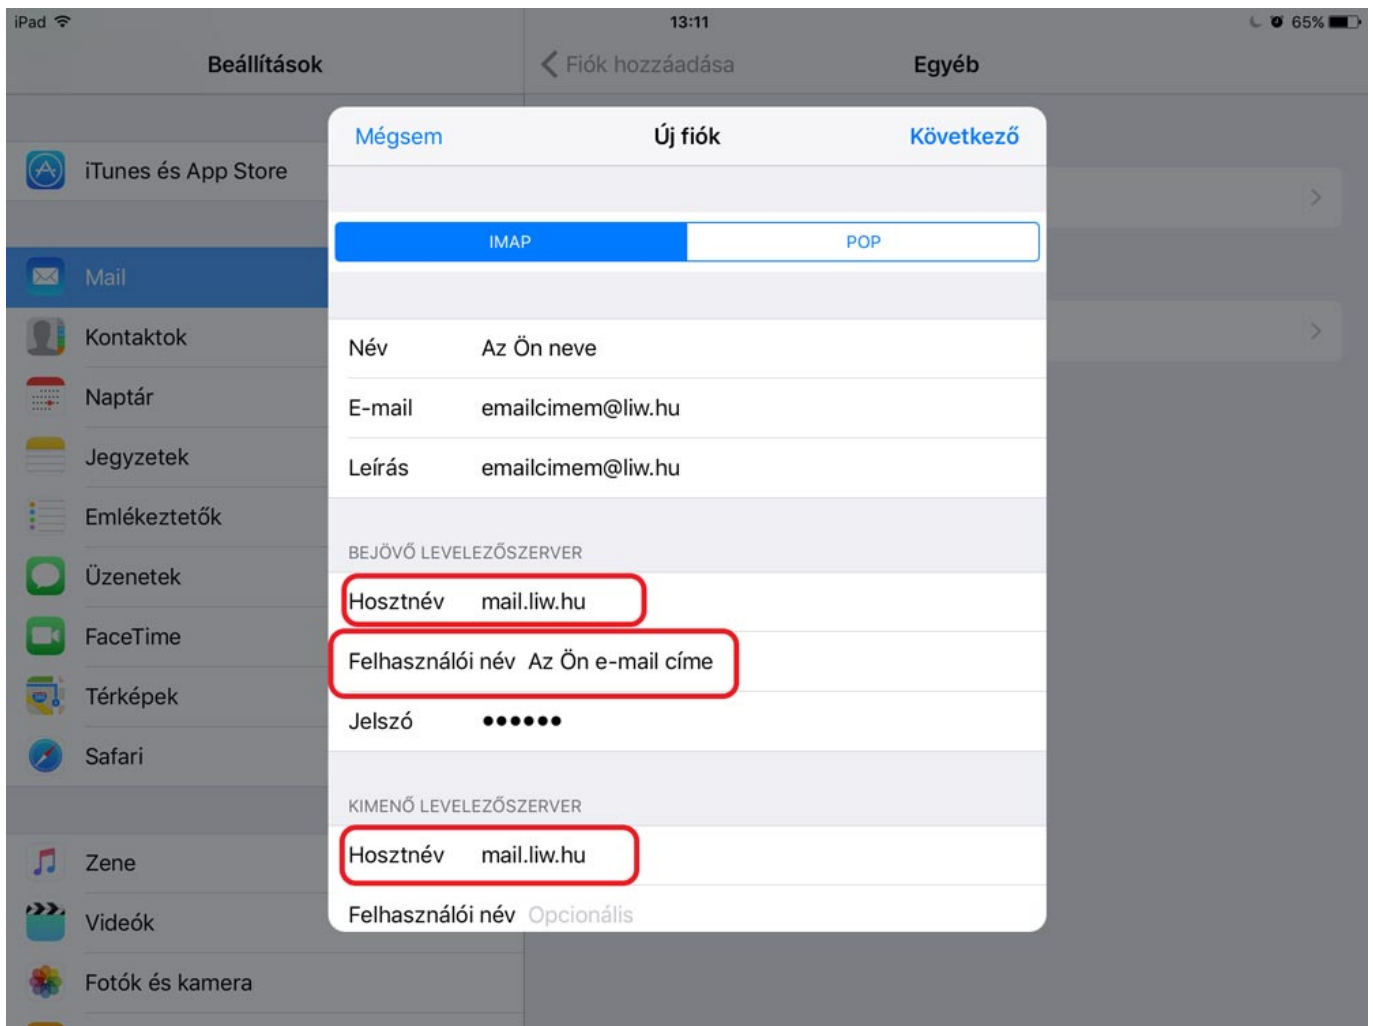 iPad 13:11 65%
Beállítások
Fiók hozzáadása Egyéb
Mégsem Új fiók Következő
iTunes és App Store
IMAP POP
Mail
Kontaktok
Naptár
Jegyzetek
Emlékeztetők
Üzenetek
FaceTime
Térképek
Safari
Zene
Videók
Fotók és kamera
Név Az Ön neve
E-mail emailcimem@liw.hu
Leírás emailcimem@liw.hu
BEJÖVŐ LEVELEZŐSZERVER
Hosztnév mail.liw.hu
Felhasználói név Az Ön e-mail címe
Jelszó ••••••
KIMENŐ LEVELEZŐSZERVER
Hosztnév mail.liw.hu
Felhasználói név Opcionális